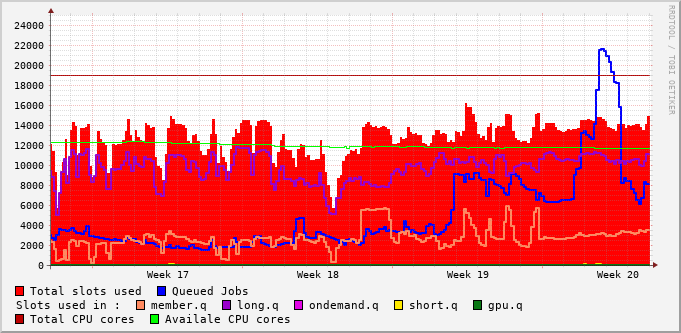 RRDTOOL / TOBI OETIKER
24000
22000
20000
18000
16000
14000
12000
10000
8000
6000
4000
2000
0
Week 17 Week 18 Week 19 Week 20
Total slots used Queued Jobs
Slots used in : member.q long.q ondemand.q short.q gpu.q
Total CPU cores Availale CPU cores